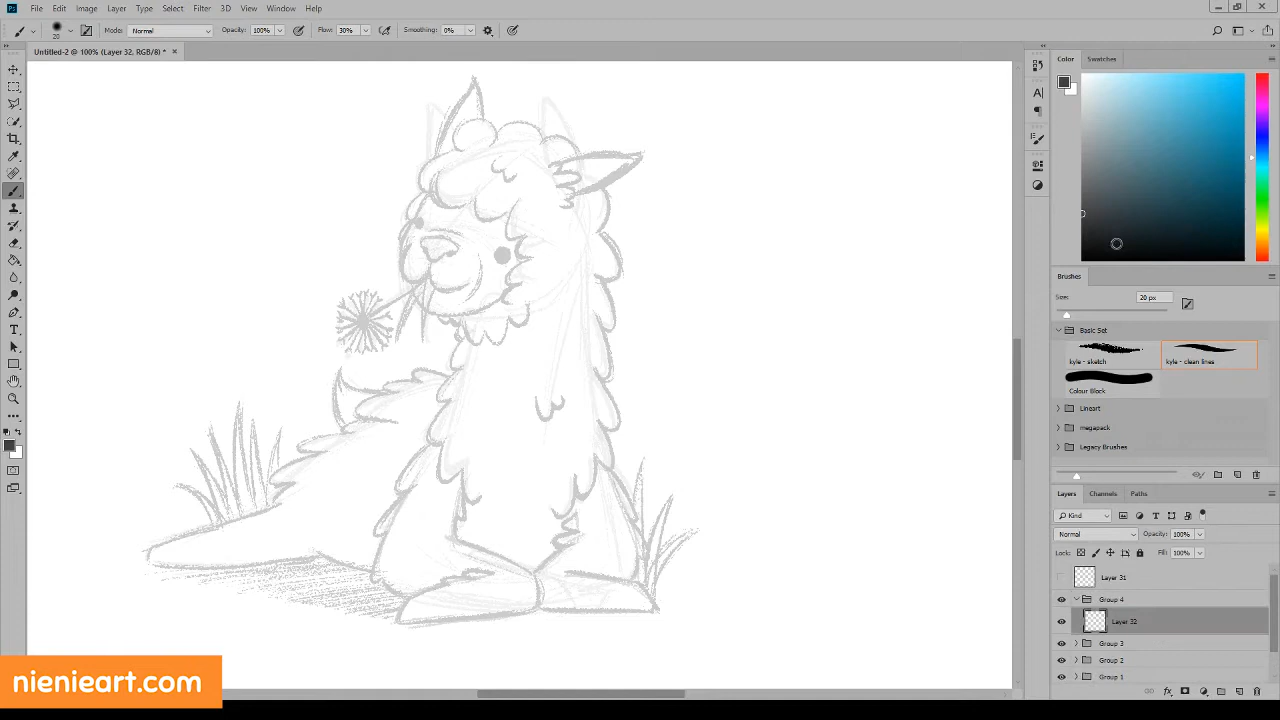 Ps File Edit Image Layer Type Select Filter 3D View Window Help
20 Mode: Normal Opacity: 100% Flow: 30% Smoothing: 0%
Untitled-2 @ 100% (Layer 32, RGB/8) *
Color Swatches
Brushes
Size: 20 px
Basic Set
kyle - sketch kyle - clean lines
Colour Block
Lineart
megapack
Legacy Brushes
Layers Channels Paths
Kind
Normal Opacity: 100%
Lock: Fill: 100%
Layer 31
Group 4
Layer 32
Group 3
Group 2
Group 1
nienieart.com